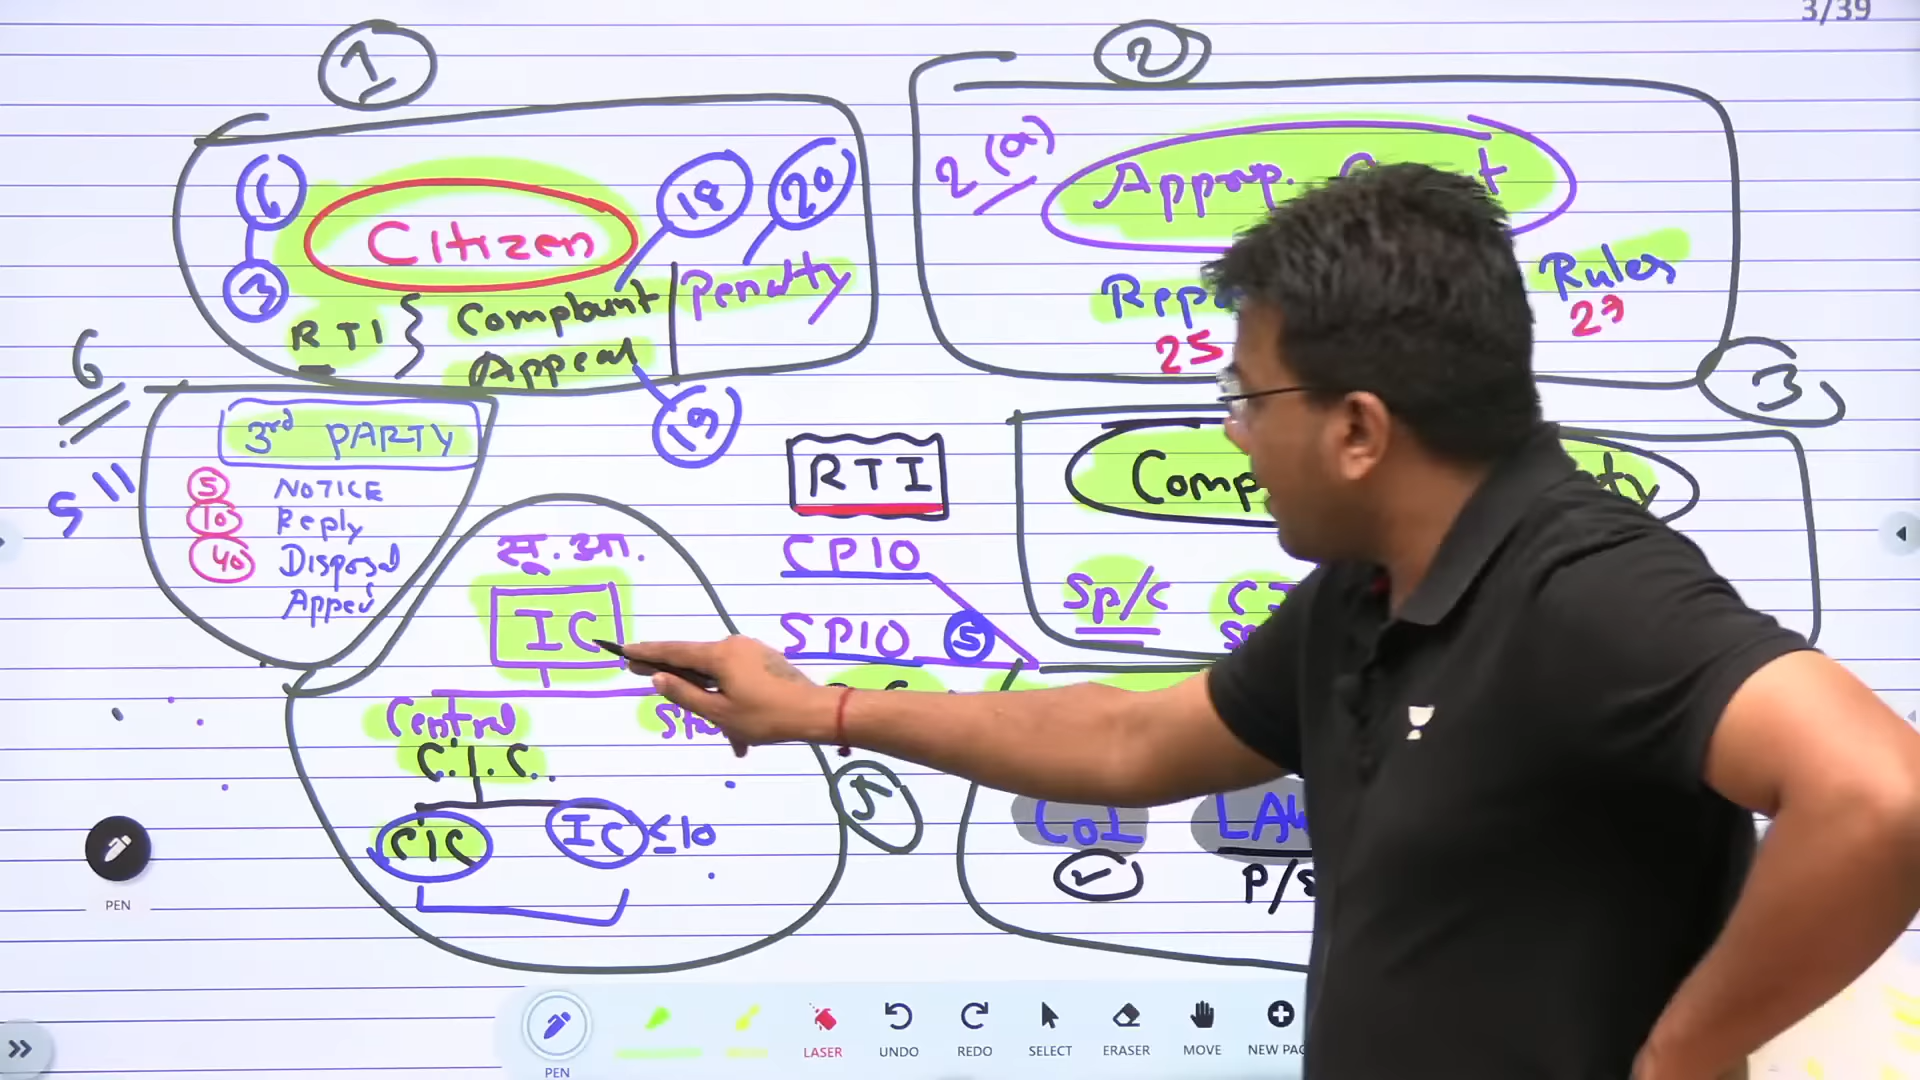 3/39
1
2
6
3
Citizen
18
20
RTI } Complaint
Appeal
Penalty
19
2(a)
Approp.
25
Rules
27
3
6
3rd PARTY
5 NOTICE
10 Reply
40 Disposal
Appeal
5
RTI
CPIO
SPIO 5
Sp/C
सू. आ.
IC
Central
C.I.C.
CIC
IC ≤ 10
5
CoI
P/S
PEN
PEN
LASER
UNDO
REDO
SELECT
ERASER
MOVE